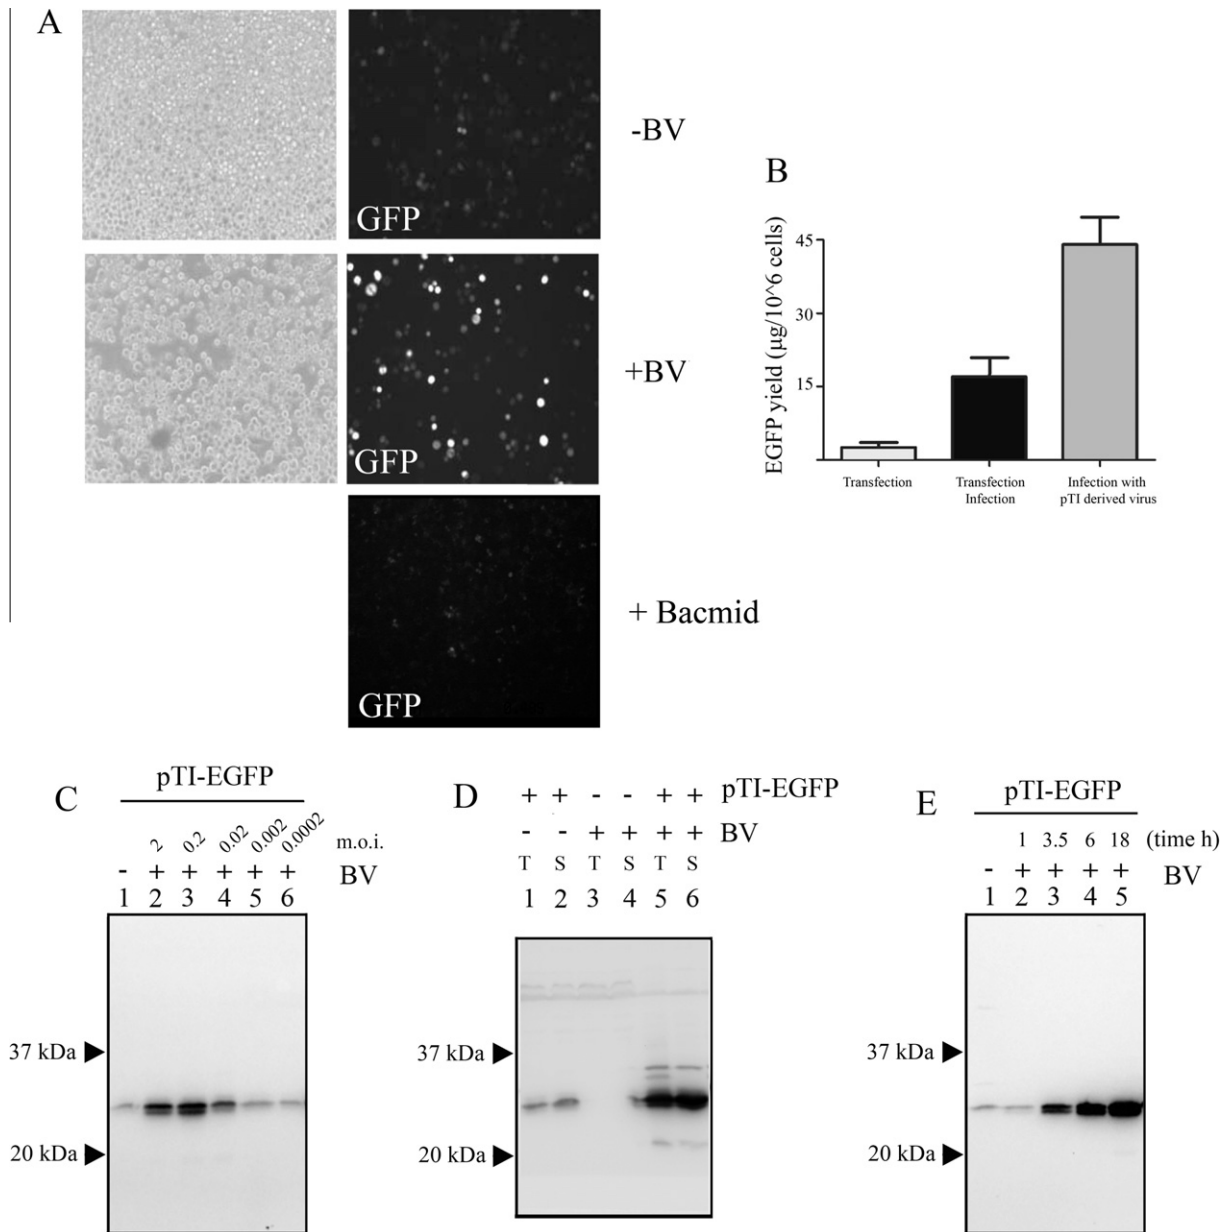 A
GFP
-BV
GFP
+BV
GFP
+ Bacmid
B
EGFP yield (µg/10^6 cells)
45
30
15
Transfection
Transfection
Infection
Infection with
pTI derived virus
C
pTI-EGFP
2 0.2 0.02 0.002 0.0002 m.o.i.
- + + + + + BV
1 2 3 4 5 6
37 kDa
20 kDa
D
+ + - - + + pTI-EGFP
- - + + + + BV
T S T S T S
1 2 3 4 5 6
37 kDa
20 kDa
E
pTI-EGFP
1 3.5 6 18 (time h)
- + + + + BV
1 2 3 4 5
37 kDa
20 kDa